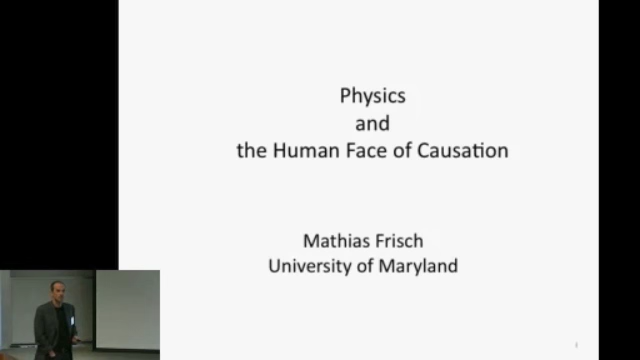 Physics
and
the Human Face of Causation
Mathias Frisch
University of Maryland